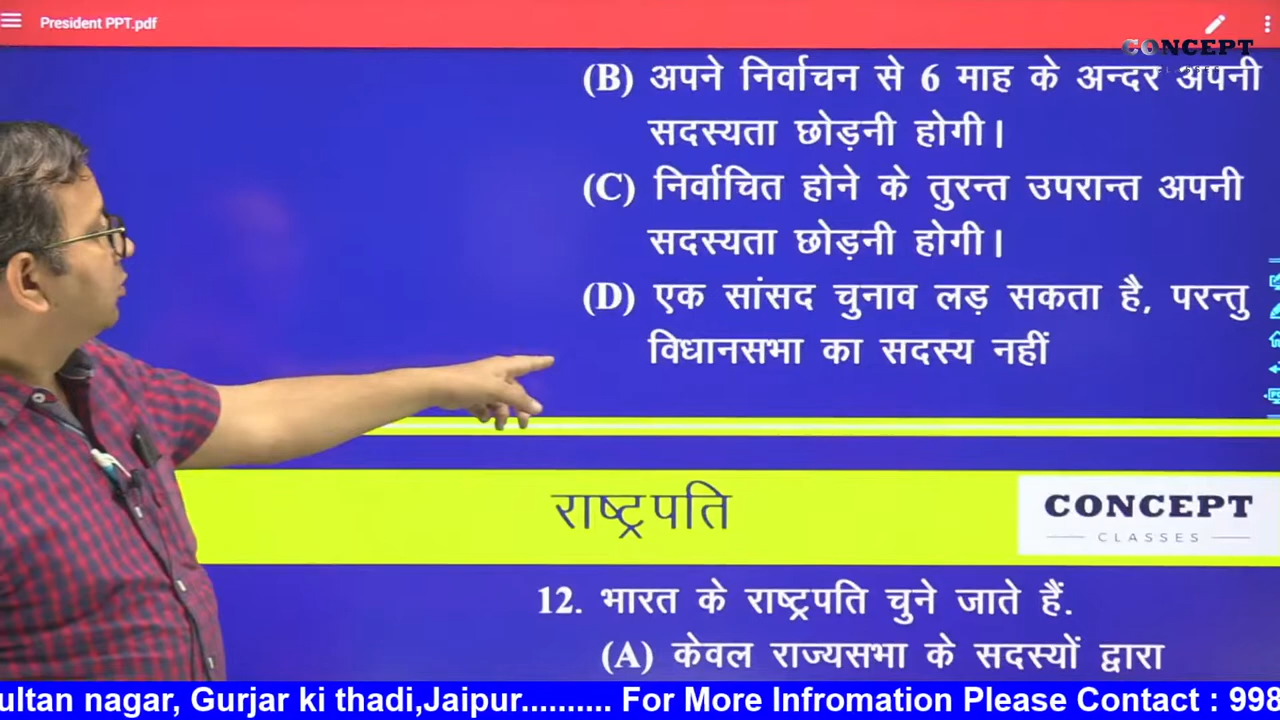 President PPT.pdf
CONCEPT
CLASSES
(B) अपने निर्वाचन से 6 माह के अन्दर अपनी
सदस्यता छोड़नी होगी।
(C) निर्वाचित होने के तुरन्त उपरान्त अपनी
सदस्यता छोड़नी होगी।
(D) एक सांसद चुनाव लड़ सकता है, परन्तु
विधानसभा का सदस्य नहीं
राष्ट्रपति
CONCEPT
CLASSES
12. भारत के राष्ट्रपति चुने जाते हैं.
(A) केवल राज्यसभा के सदस्यों द्वारा
ultan nagar, Gurjar ki thadi,Jaipur.......... For More Infromation Please Contact : 998